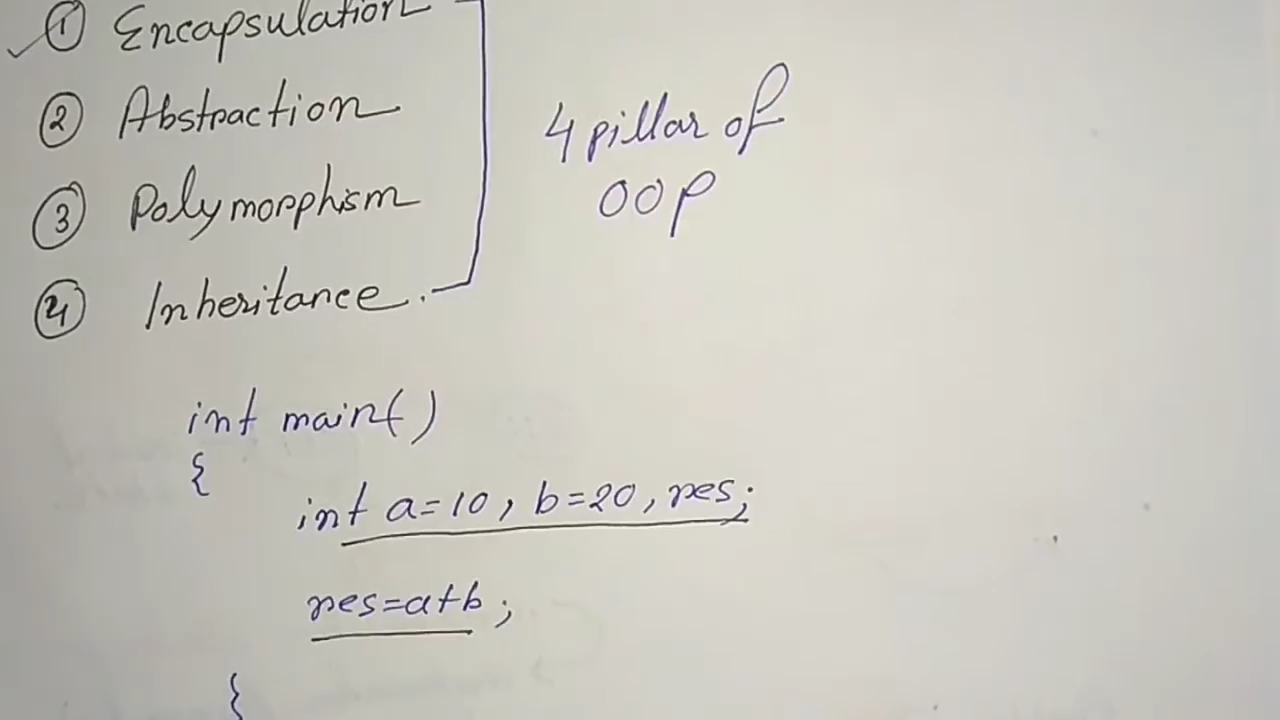 ① Encapsulation
② Abstraction
③ Polymorphism
④ Inheritance.
4 pillar of
OOP
int main()
{
int a=10, b=20, res;
res=a+b;
{